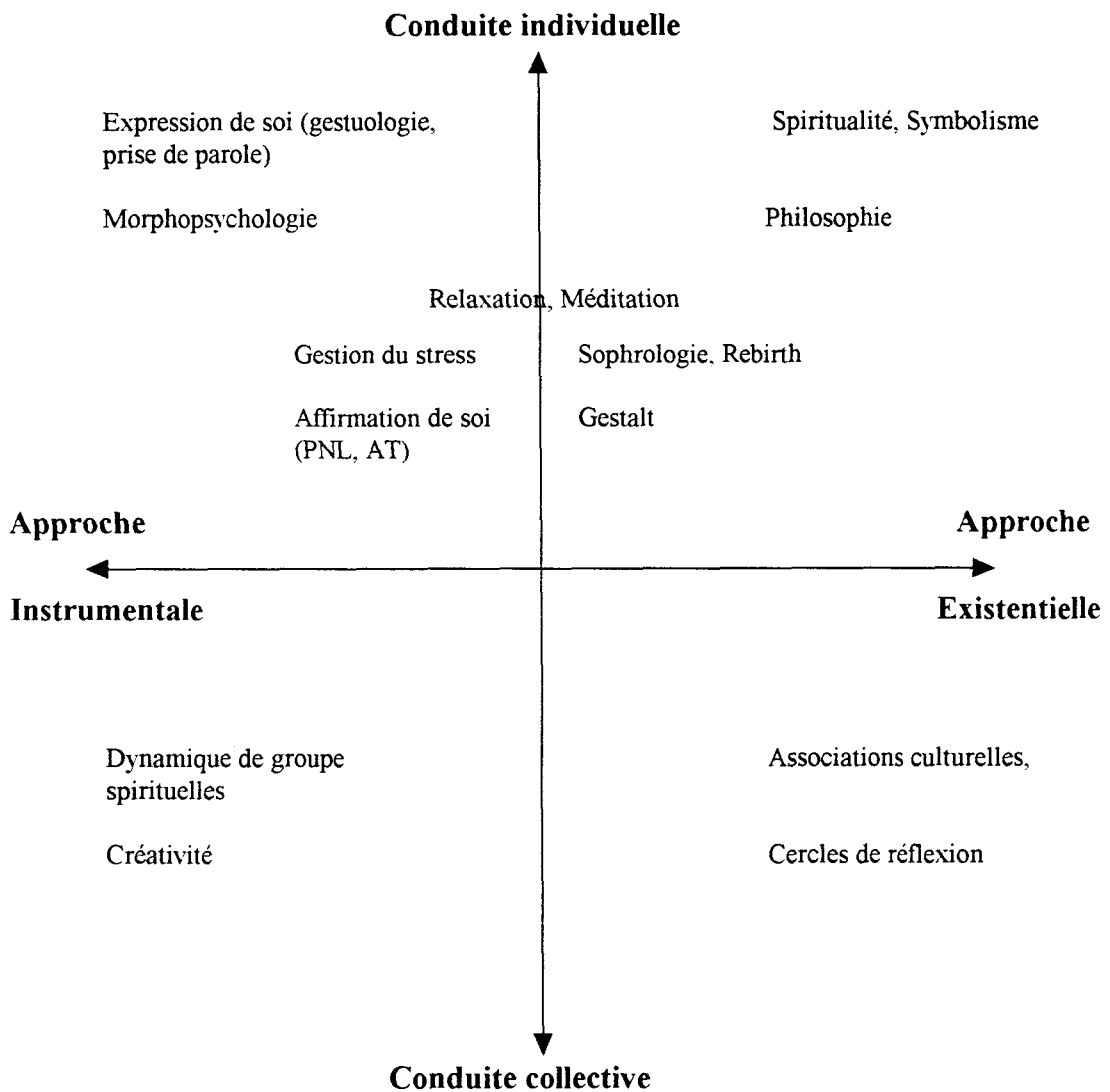 Conduite individuelle
Expression de soi (gestuologie,
prise de parole)
Spiritualité, Symbolisme
Morphopsychologie
Philosophie
Relaxation, Méditation
Gestion du stress
Sophrologie, Rebirth
Affirmation de soi
(PNL, AT)
Gestalt
Approche
Approche
Instrumentale
Existentielle
Dynamique de groupe
spirituelles
Associations culturelles,
Créativité
Cercles de réflexion
Conduite collective